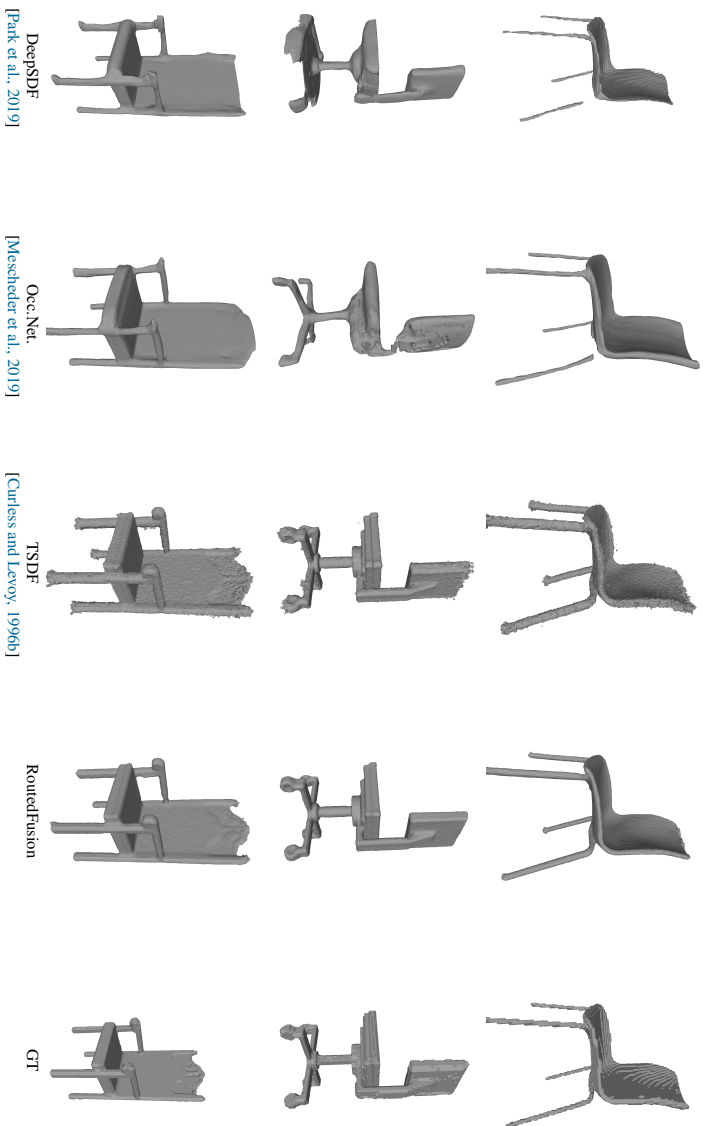 DeepSDF
[Park et al., 2019]
Occ.Net.
[Mescheder et al., 2019]
TSDF
[Curless and Levoy, 1996b]
RoutedFusion
GT